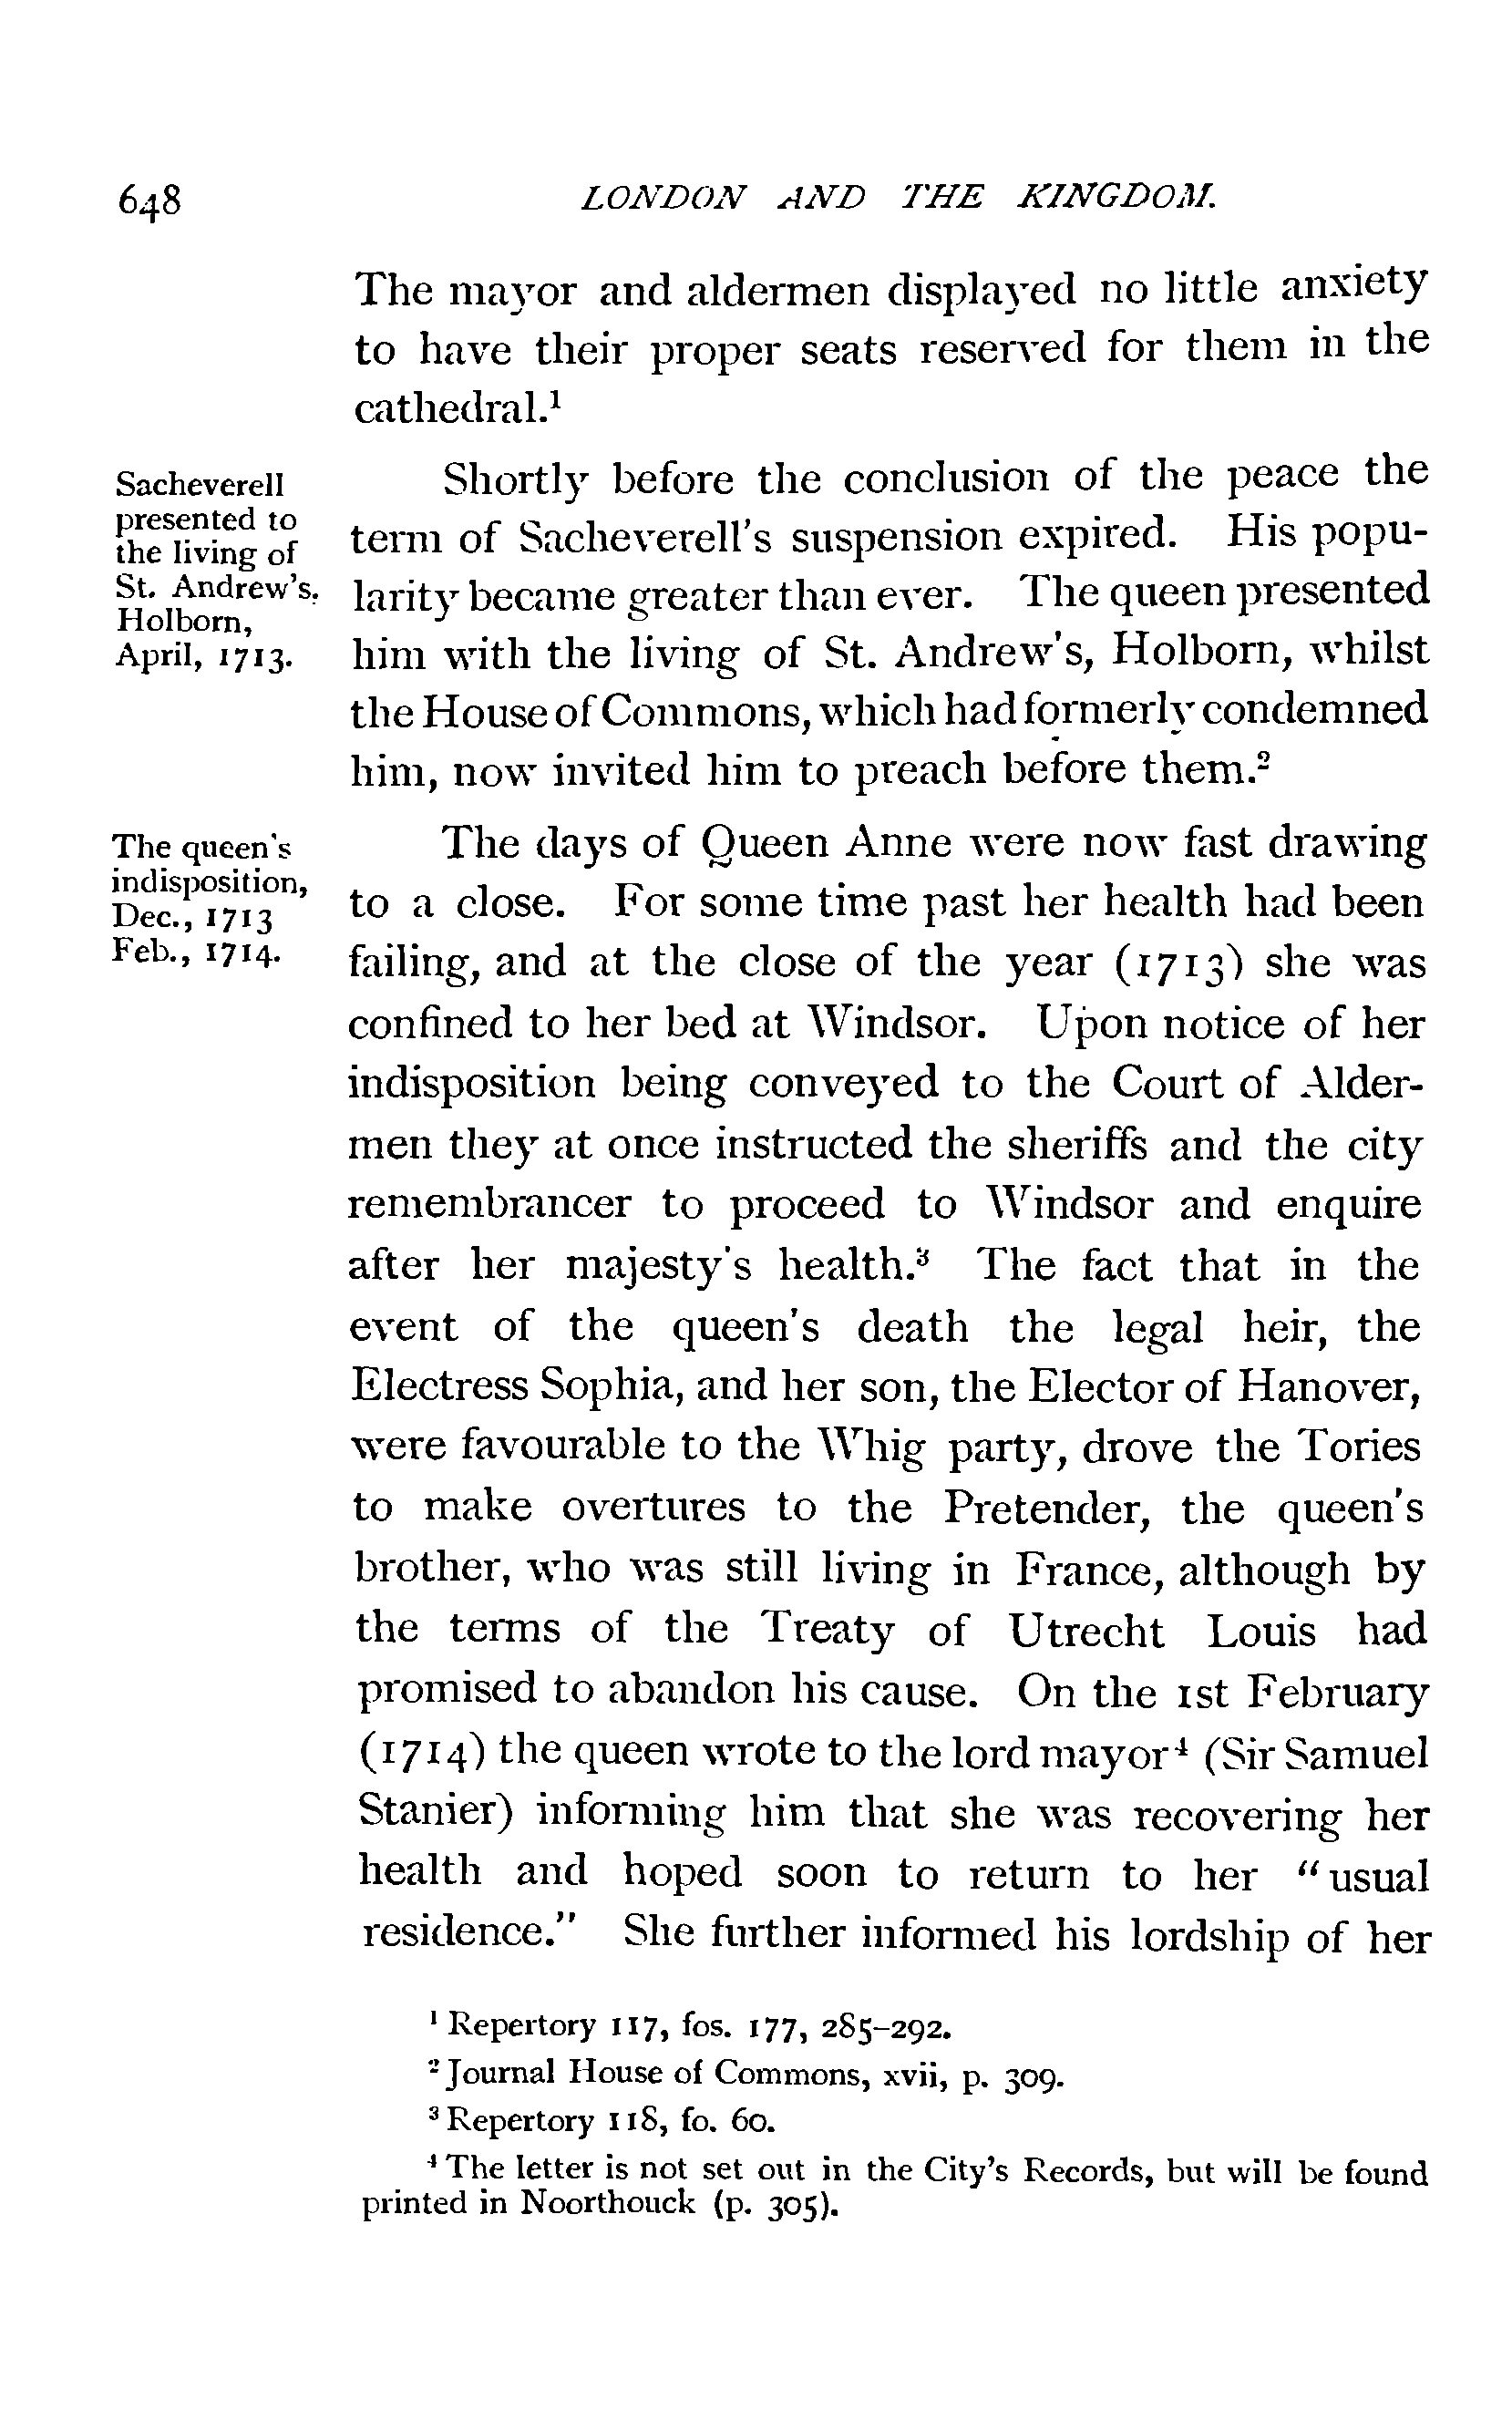 648 LONDON AND THE KINGDOM.
The mayor and aldermen displayed no little anxiety
to have their proper seats reserved for them in the
cathedral.¹
Sacheverell
presented to
the living of
St. Andrew's,
Holborn,
April, 1713.
Shortly before the conclusion of the peace the
term of Sacheverell's suspension expired. His popu-
larity became greater than ever. The queen presented
him with the living of St. Andrew's, Holborn, whilst
the House of Commons, which had formerly condemned
him, now invited him to preach before them.²
The queen's
indisposition,
Dec., 1713
Feb., 1714.
The days of Queen Anne were now fast drawing
to a close. For some time past her health had been
failing, and at the close of the year (1713) she was
confined to her bed at Windsor. Upon notice of her
indisposition being conveyed to the Court of Alder-
men they at once instructed the sheriffs and the city
remembrancer to proceed to Windsor and enquire
after her majesty's health.³ The fact that in the
event of the queen's death the legal heir, the
Electress Sophia, and her son, the Elector of Hanover,
were favourable to the Whig party, drove the Tories
to make overtures to the Pretender, the queen's
brother, who was still living in France, although by
the terms of the Treaty of Utrecht Louis had
promised to abandon his cause. On the 1st February
(1714) the queen wrote to the lord mayor⁴ (Sir Samuel
Stanier) informing him that she was recovering her
health and hoped soon to return to her "usual
residence." She further informed his lordship of her
¹ Repertory 117, fos. 177, 285-292.
² Journal House of Commons, xvii, p. 309.
³ Repertory 118, fo. 60.
⁴ The letter is not set out in the City's Records, but will be found
printed in Noorthouck (p. 305).